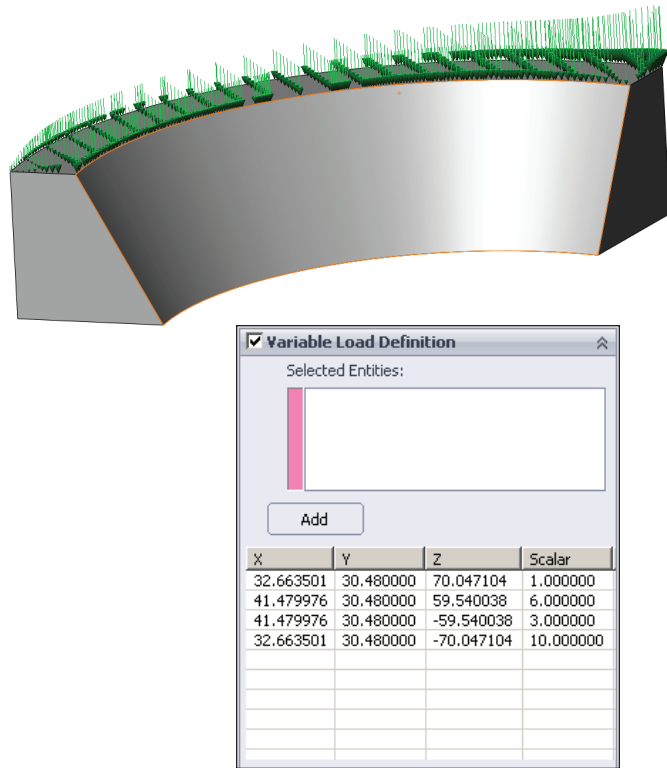 Variable Load Definition
Selected Entities:
Add
X Y Z Scalar
32.663501 30.480000 70.047104 1.000000
41.479976 30.480000 59.540038 6.000000
41.479976 30.480000 -59.540038 3.000000
32.663501 30.480000 -70.047104 10.000000